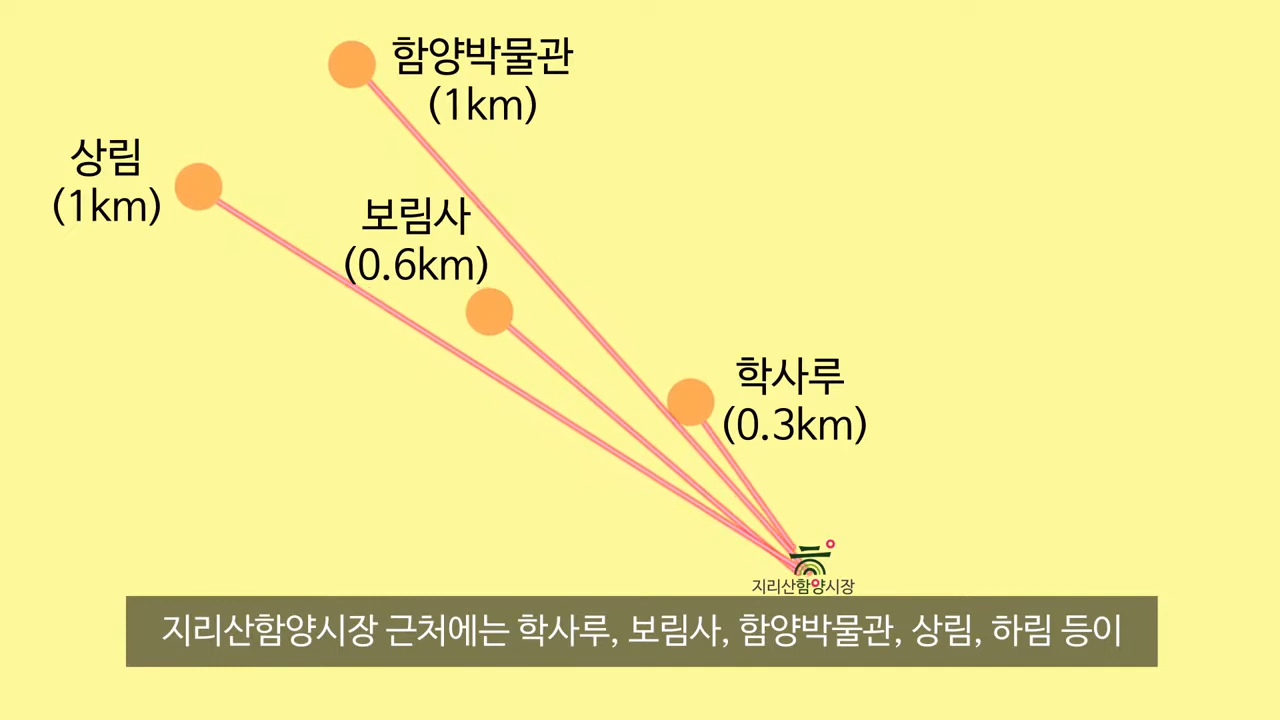 함양박물관
(1km)
상림
(1km)
보림사
(0.6km)
학사루
(0.3km)
지리산함양시장
지리산함양시장 근처에는 학사루, 보림사, 함양박물관, 상림, 하림 등이